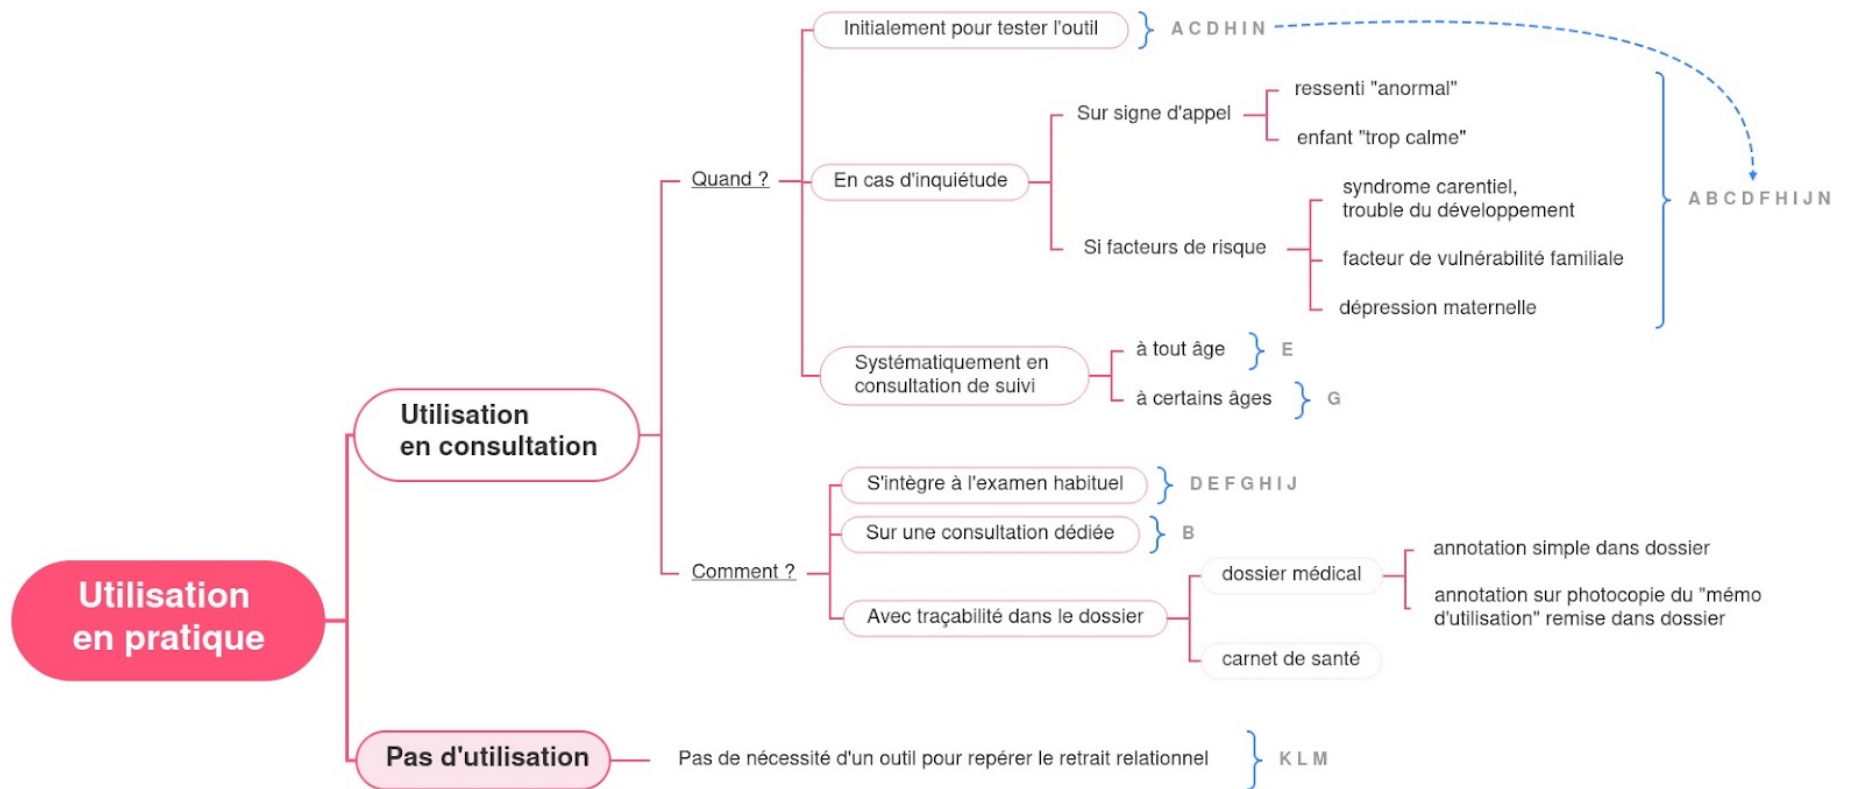 Initialement pour tester l'outil
A C D H I N
ressenti "anormal"
Sur signe d'appel
enfant "trop calme"
Quand ?
En cas d'inquiétude
syndrome carentiel,
trouble du développement
A B C D F H I J N
Si facteurs de risque
facteur de vulnérabilité familiale
dépression maternelle
Systématiquement en
consultation de suivi
à tout âge
E
à certains âges
G
Utilisation
en consultation
S'intègre à l'examen habituel
D E F G H I J
Sur une consultation dédiée
B
Comment ?
annotation simple dans dossier
dossier médical
annotation sur photocopie du "mémo
d'utilisation" remise dans dossier
Avec traçabilité dans le dossier
carnet de santé
Utilisation
en pratique
Pas d'utilisation
Pas de nécessité d'un outil pour repérer le retrait relationnel
K L M